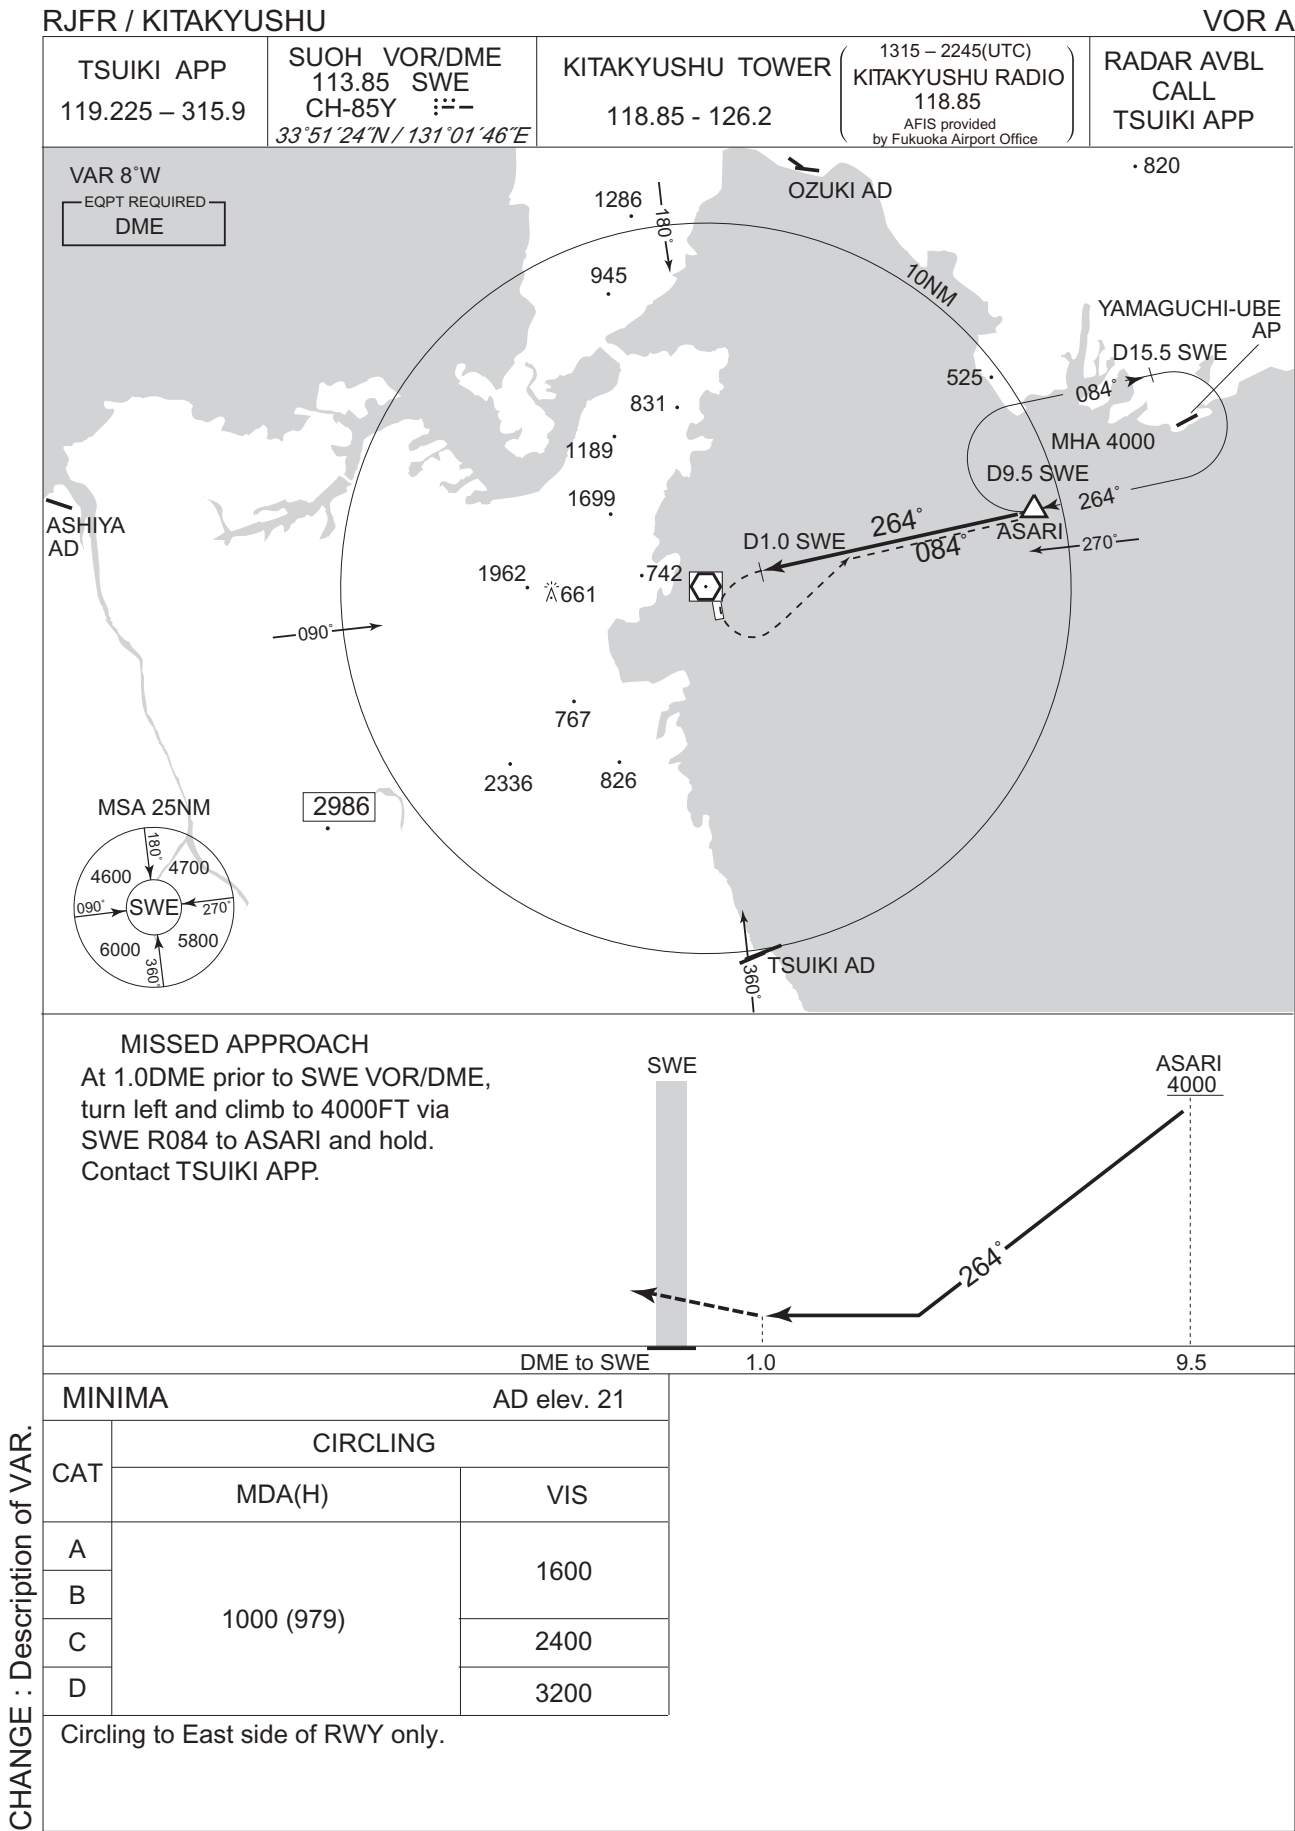 RJFR / KITAKYUSHU
VOR A
TSUIKI APP
119.225 – 315.9
SUOH VOR/DME
113.85 SWE
CH-85Y
33°51´24˝N / 131°01´46˝E
KITAKYUSHU TOWER
118.85 - 126.2
1315 – 2245(UTC)
KITAKYUSHU RADIO
118.85
AFIS provided
by Fukuoka Airport Office
RADAR AVBL
CALL
TSUIKI APP
VAR 8°W
EQPT REQUIRED
DME
820
OZUKI AD
1286
180°
945
10NM
YAMAGUCHI-UBE
AP
D15.5 SWE
525
084°
831
MHA 4000
1189
D9.5 SWE
1699
264°
264°
ASARI
ASHIYA
AD
D1.0 SWE
084°
270°
1962
661
742
090°
767
2336
826
2986
MSA 25NM
180°
4600
4700
090°
SWE
270°
6000
5800
360°
TSUIKI AD
360°
MISSED APPROACH
At 1.0DME prior to SWE VOR/DME,
turn left and climb to 4000FT via
SWE R084 to ASARI and hold.
Contact TSUIKI APP.
SWE
ASARI
4000
264°
DME to SWE
1.0
9.5
MINIMA
AD elev. 21
CAT
CIRCLING
MDA(H)
VIS
A
B
C
D
1000 (979)
1600
2400
3200
Circling to East side of RWY only.
CHANGE : Description of VAR.